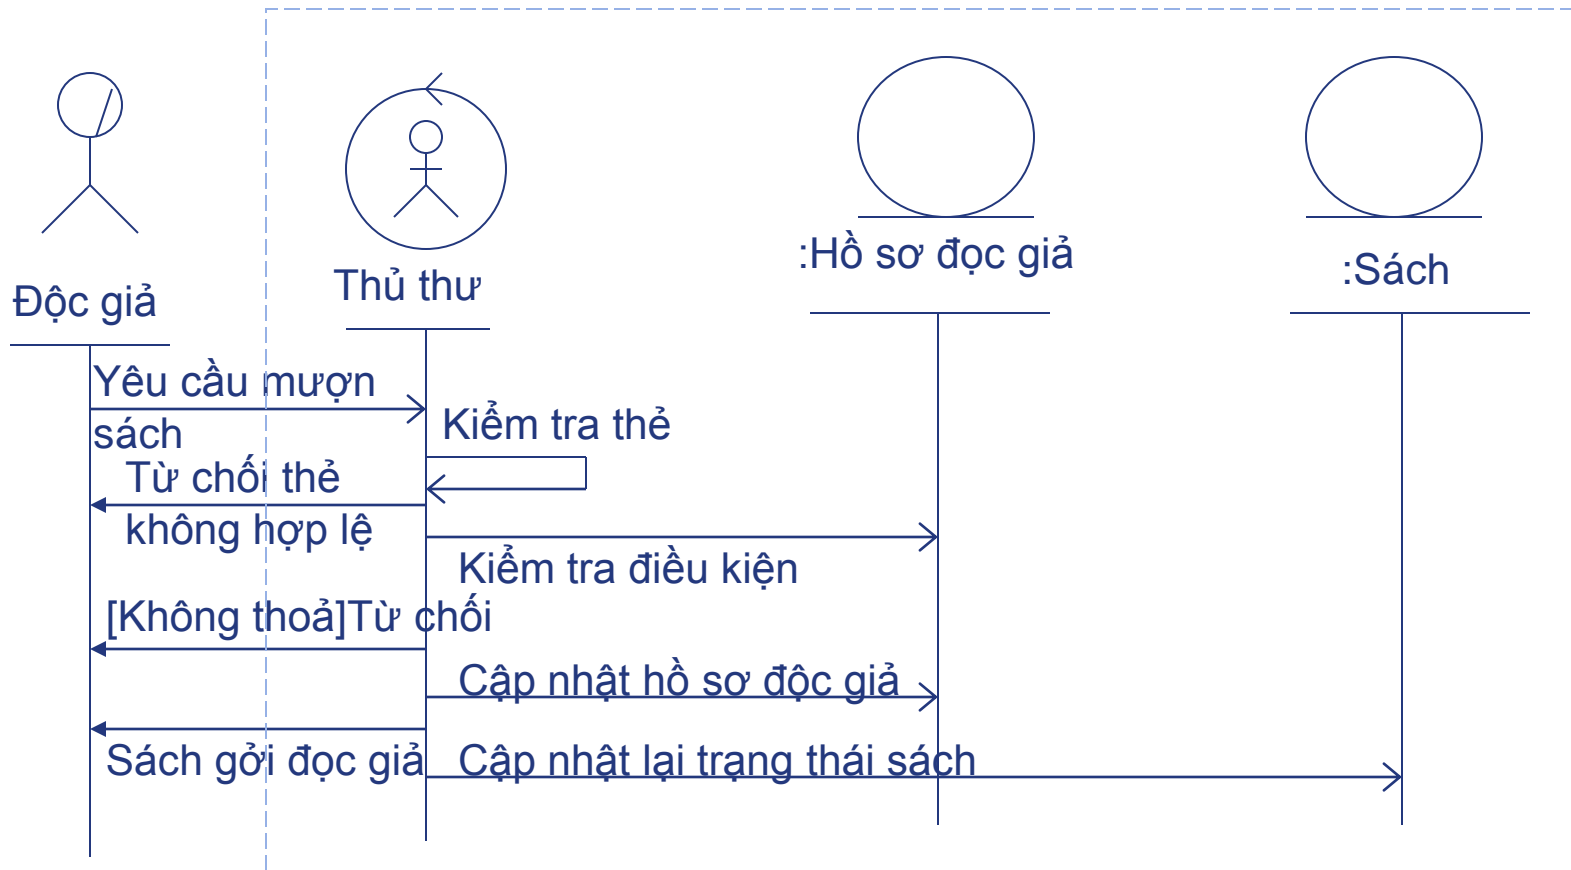 :Hồ sơ đọc giả
:Sách
Thủ thư
Độc giả
Yêu cầu mượn
sách
Kiểm tra thẻ
Từ chối thẻ
không hợp lệ
Kiểm tra điều kiện
[Không thoả]Từ chối
Cập nhật hồ sơ độc giả
Sách gởi đọc giả
Cập nhật lại trạng thái sách